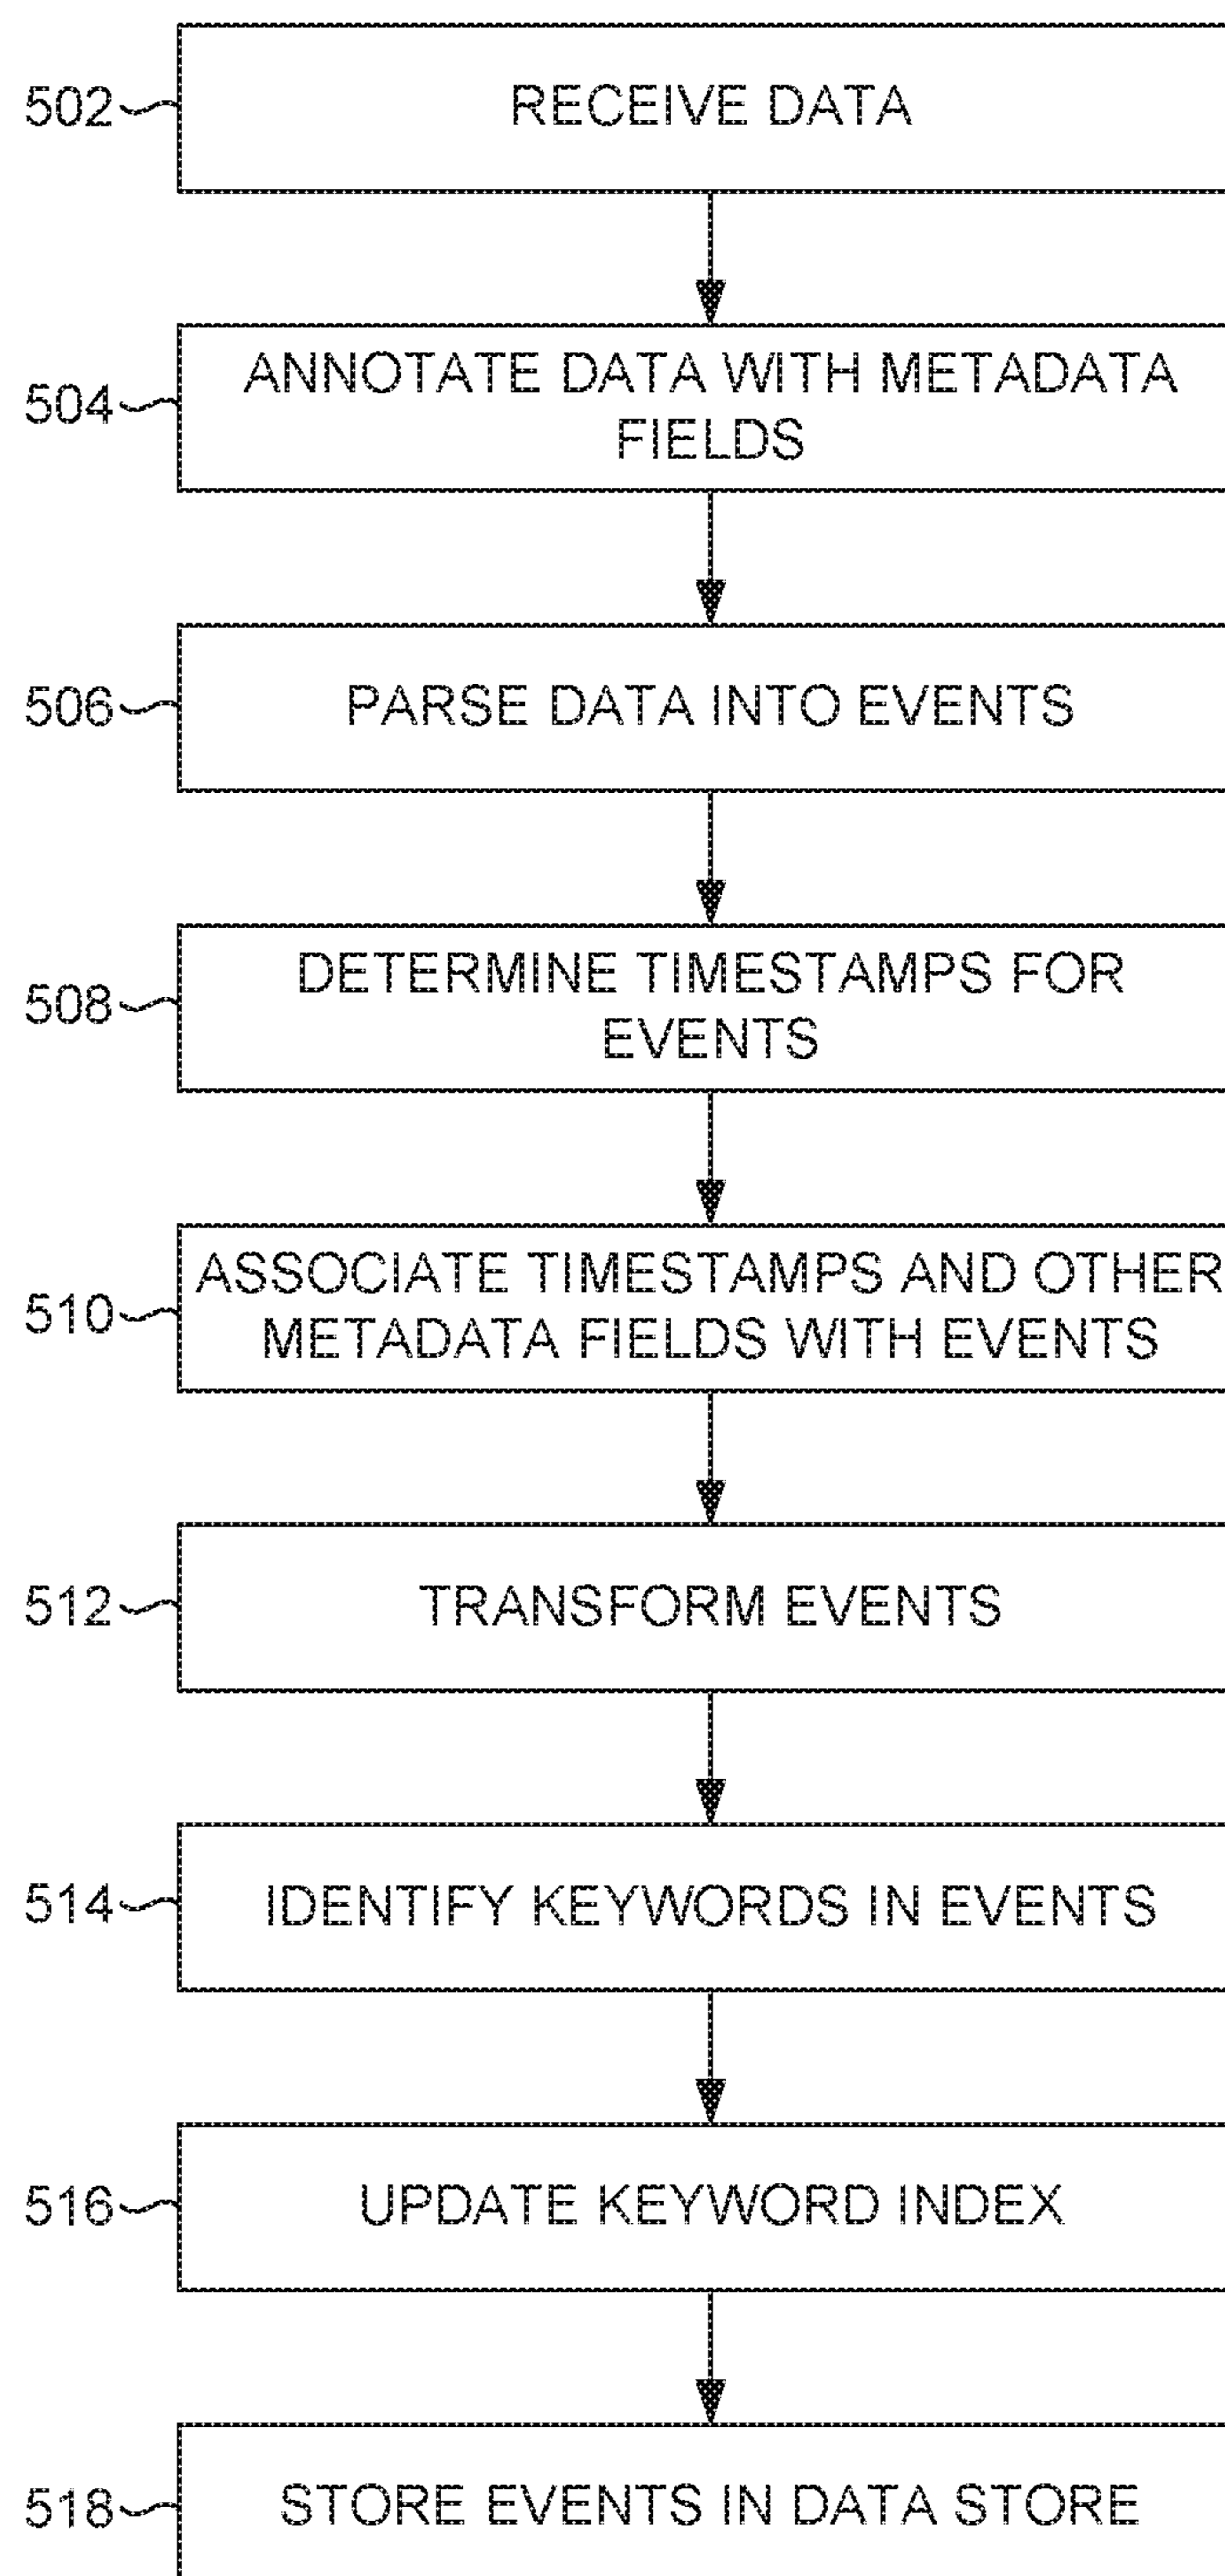 502
RECEIVE DATA
504
ANNOTATE DATA WITH METADATA
FIELDS
506
PARSE DATA INTO EVENTS
508
DETERMINE TIMESTAMPS FOR
EVENTS
510
ASSOCIATE TIMESTAMPS AND OTHER
METADATA FIELDS WITH EVENTS
512
TRANSFORM EVENTS
514
IDENTIFY KEYWORDS IN EVENTS
516
UPDATE KEYWORD INDEX
518
STORE EVENTS IN DATA STORE